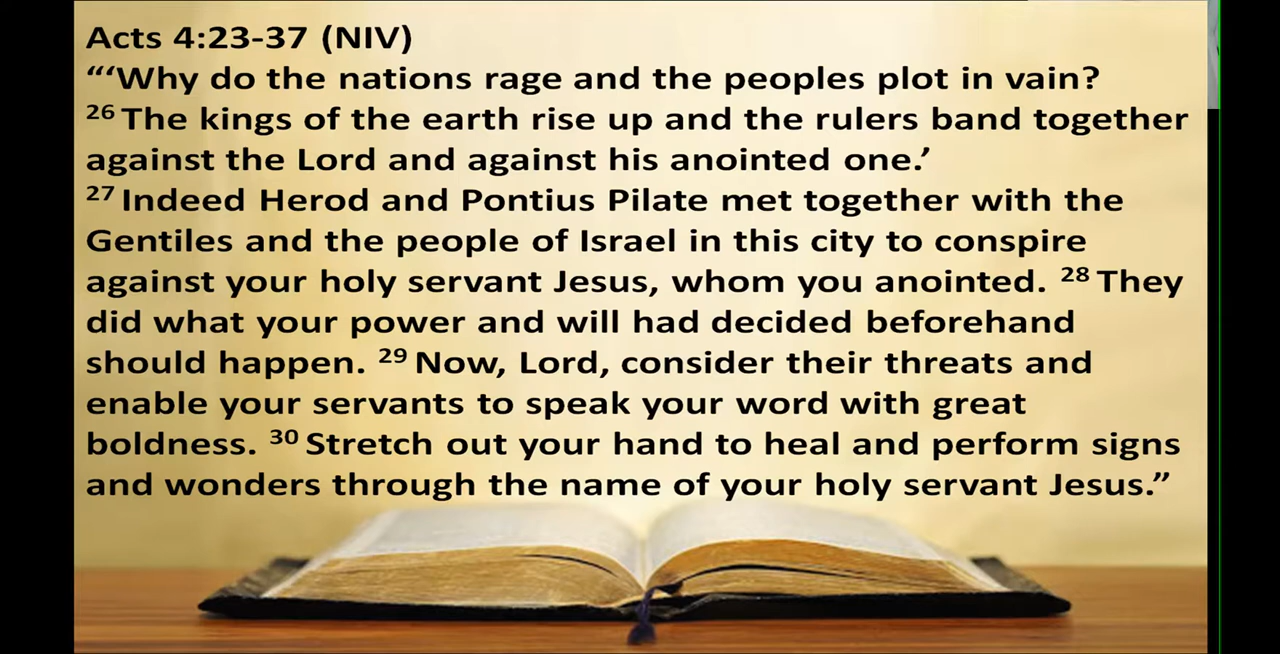 Acts 4:23-37 (NIV)
“‘Why do the nations rage and the peoples plot in vain?
26 The kings of the earth rise up and the rulers band together
against the Lord and against his anointed one.’
27 Indeed Herod and Pontius Pilate met together with the
Gentiles and the people of Israel in this city to conspire
against your holy servant Jesus, whom you anointed. 28 They
did what your power and will had decided beforehand
should happen. 29 Now, Lord, consider their threats and
enable your servants to speak your word with great
boldness. 30 Stretch out your hand to heal and perform signs
and wonders through the name of your holy servant Jesus.”